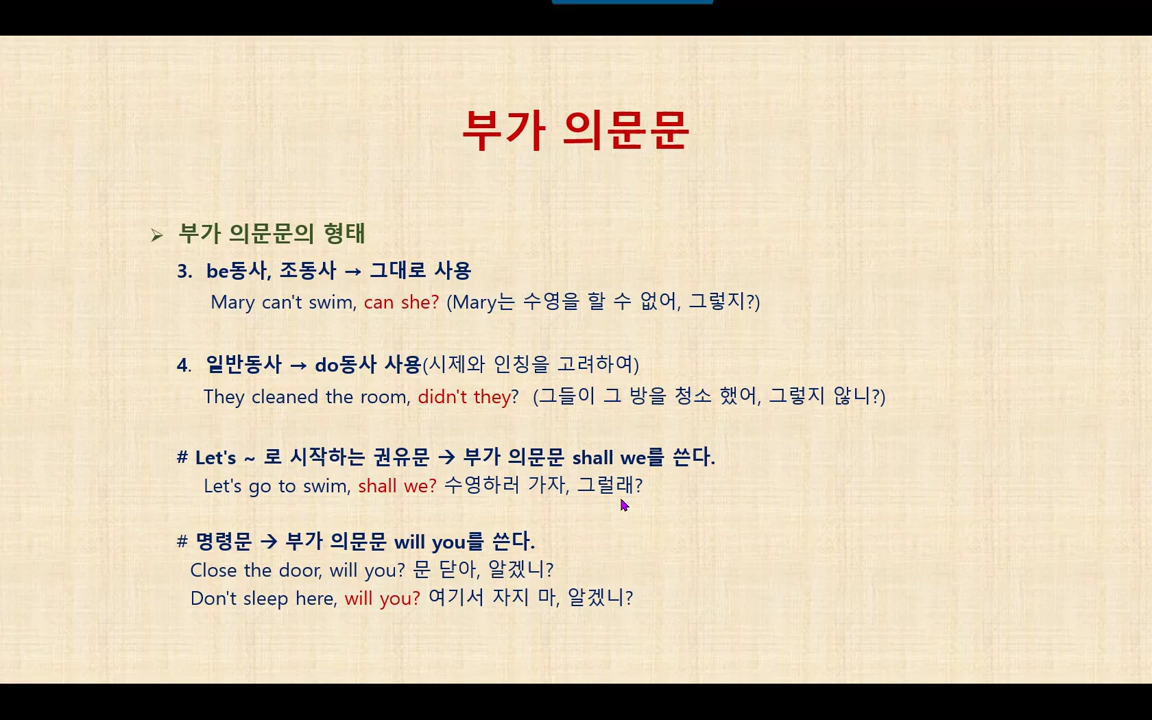 부가 의문문
➢ 부가 의문문의 형태
3. be동사, 조동사 → 그대로 사용
Mary can't swim, can she? (Mary는 수영을 할 수 없어, 그렇지?)
4. 일반동사 → do동사 사용(시제와 인칭을 고려하여)
They cleaned the room, didn't they? (그들이 그 방을 청소 했어, 그렇지 않니?)
# Let's ~ 로 시작하는 권유문 → 부가 의문문 shall we를 쓴다.
Let's go to swim, shall we? 수영하러 가자, 그럴래?
# 명령문 → 부가 의문문 will you를 쓴다.
Close the door, will you? 문 닫아, 알겠니?
Don't sleep here, will you? 여기서 자지 마, 알겠니?